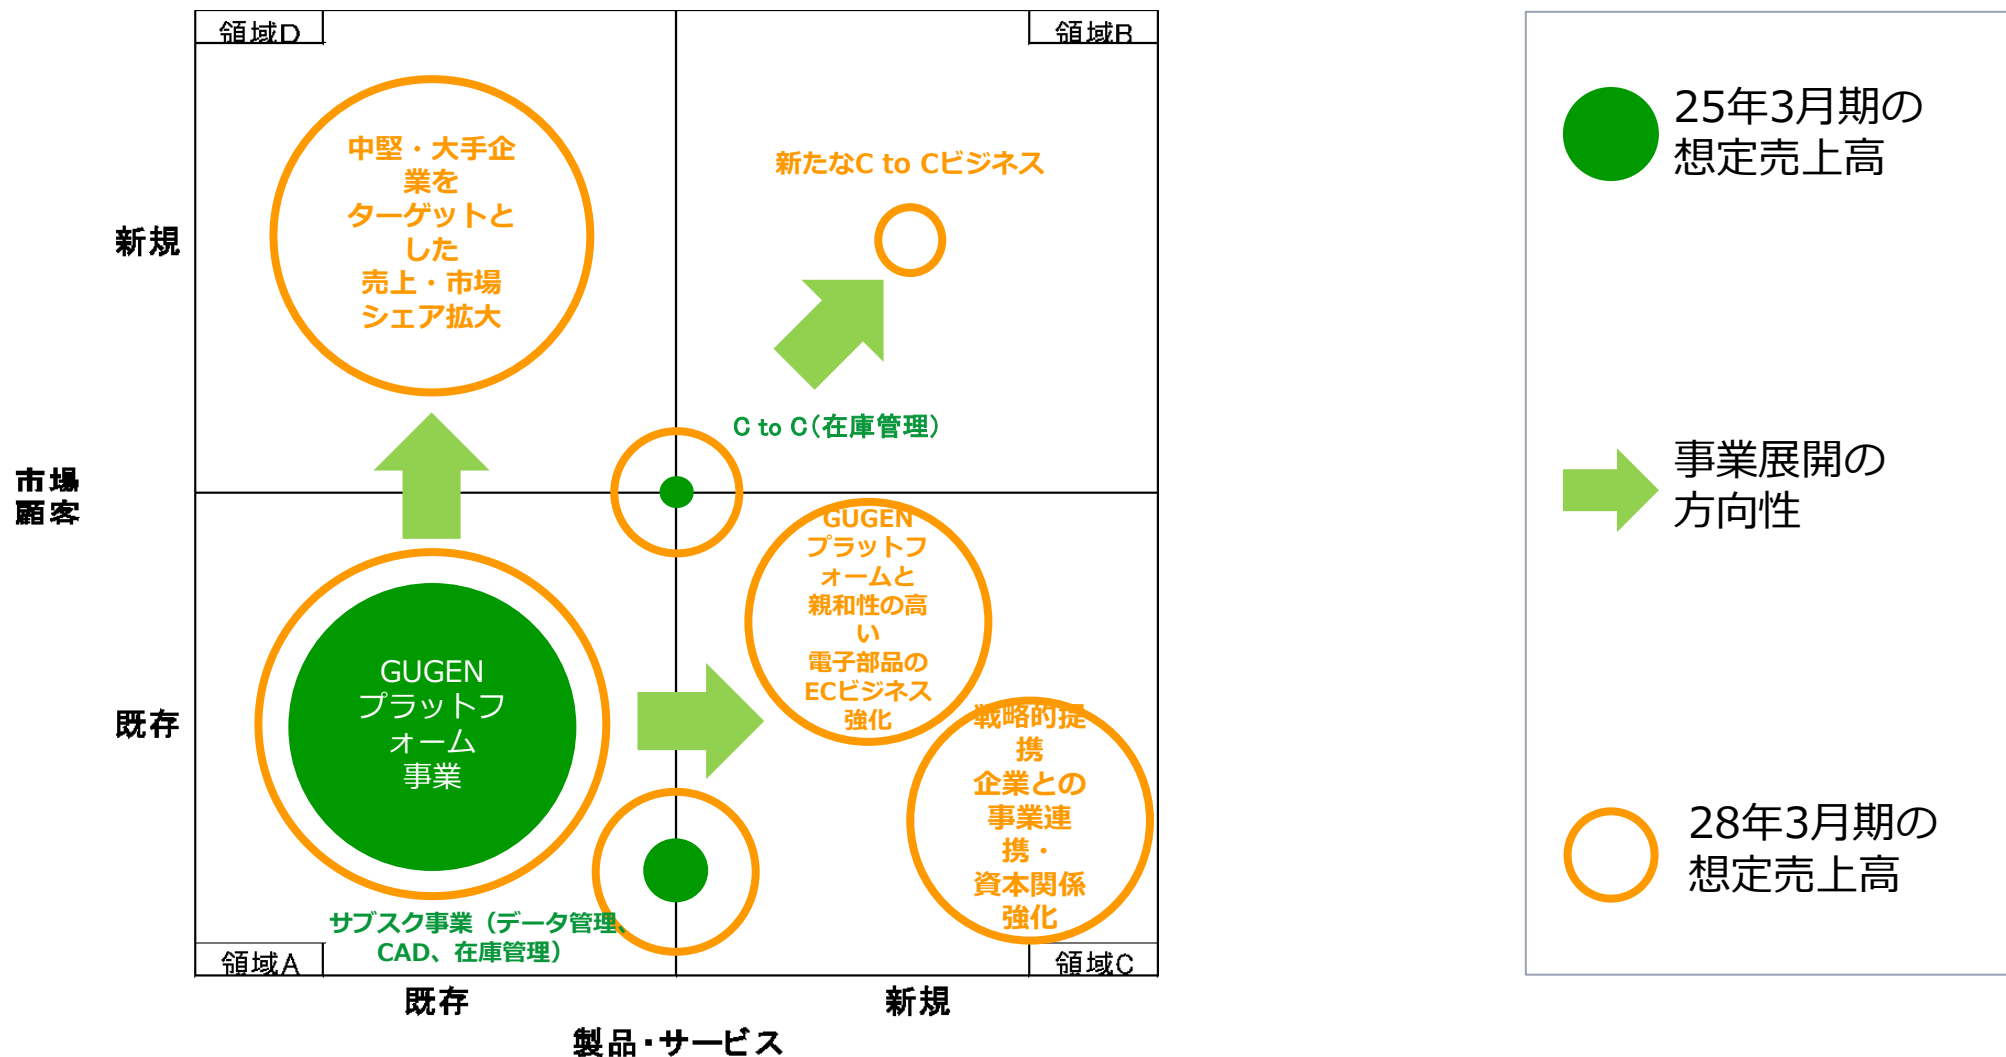 領域D
領域B
中堅・大手企
業を
ターゲットと
した
売上・市場
シェア拡大
新たなC to Cビジネス
新規
C to C（在庫管理）
市場
顧客
GUGEN
プラットフ
ォームと
親和性の高
い
電子部品の
ECビジネス
強化
GUGEN
プラットフ
ォーム
事業
既存
戦略的提
携
企業との
事業連
携・
資本関係
強化
サブスク事業（データ管理、
CAD、在庫管理）
領域A
領域C
既存
新規
製品・サービス
25年3月期の
想定売上高
事業展開の
方向性
28年3月期の
想定売上高